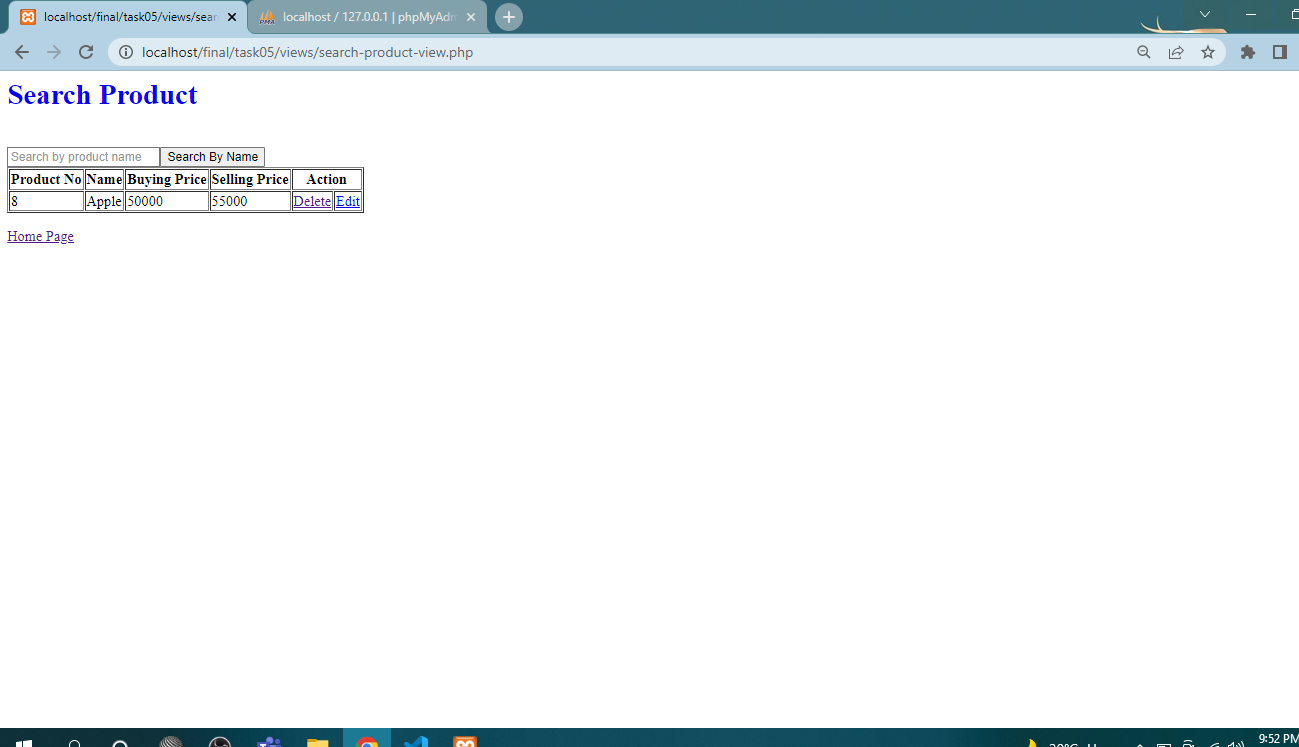 localhost/final/task05/views/sear
localhost / 127.0.0.1 | phpMyAdm
localhost/final/task05/views/search-product-view.php
Search Product
Search by product name Search By Name
Product No Name Buying Price Selling Price Action
8 Apple 50000 55000 Delete Edit
Home Page
9:52 PM